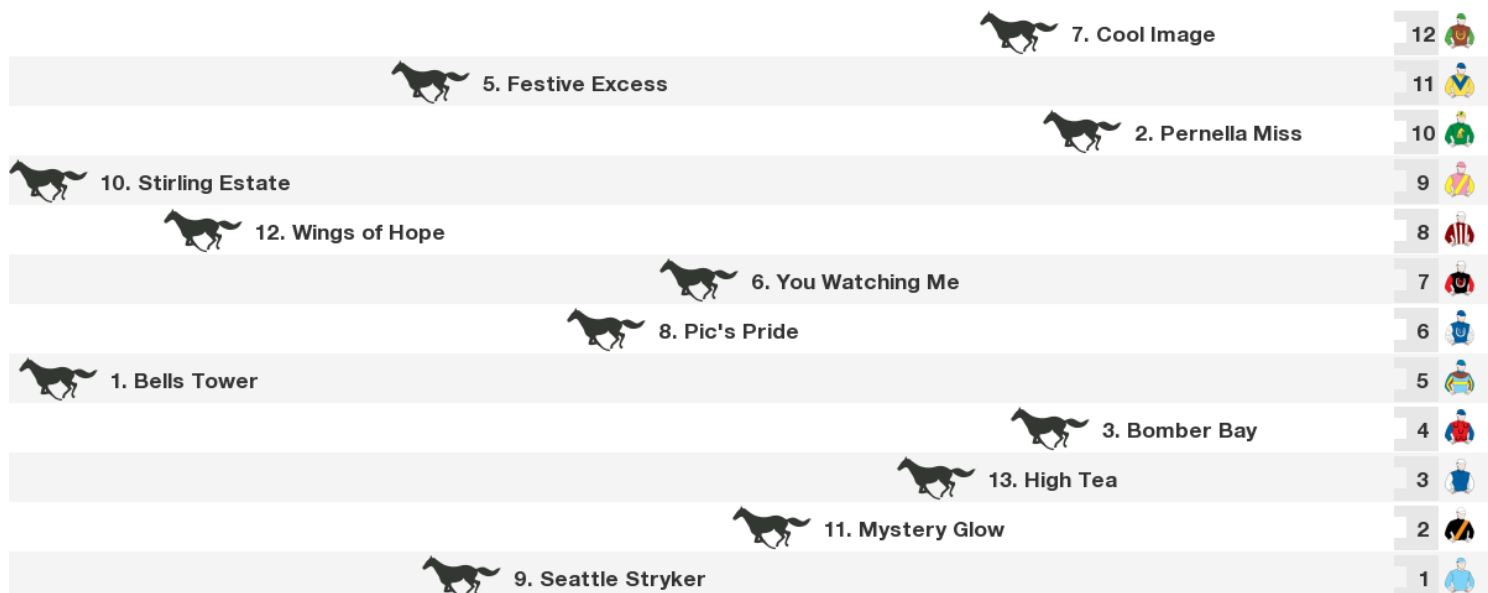 7. Cool Image 12
5. Festive Excess 11
2. Pernella Miss 10
10. Stirling Estate 9
12. Wings of Hope 8
6. You Watching Me 7
8. Pic's Pride 6
1. Bells Tower 5
3. Bomber Bay 4
13. High Tea 3
11. Mystery Glow 2
9. Seattle Stryker 1